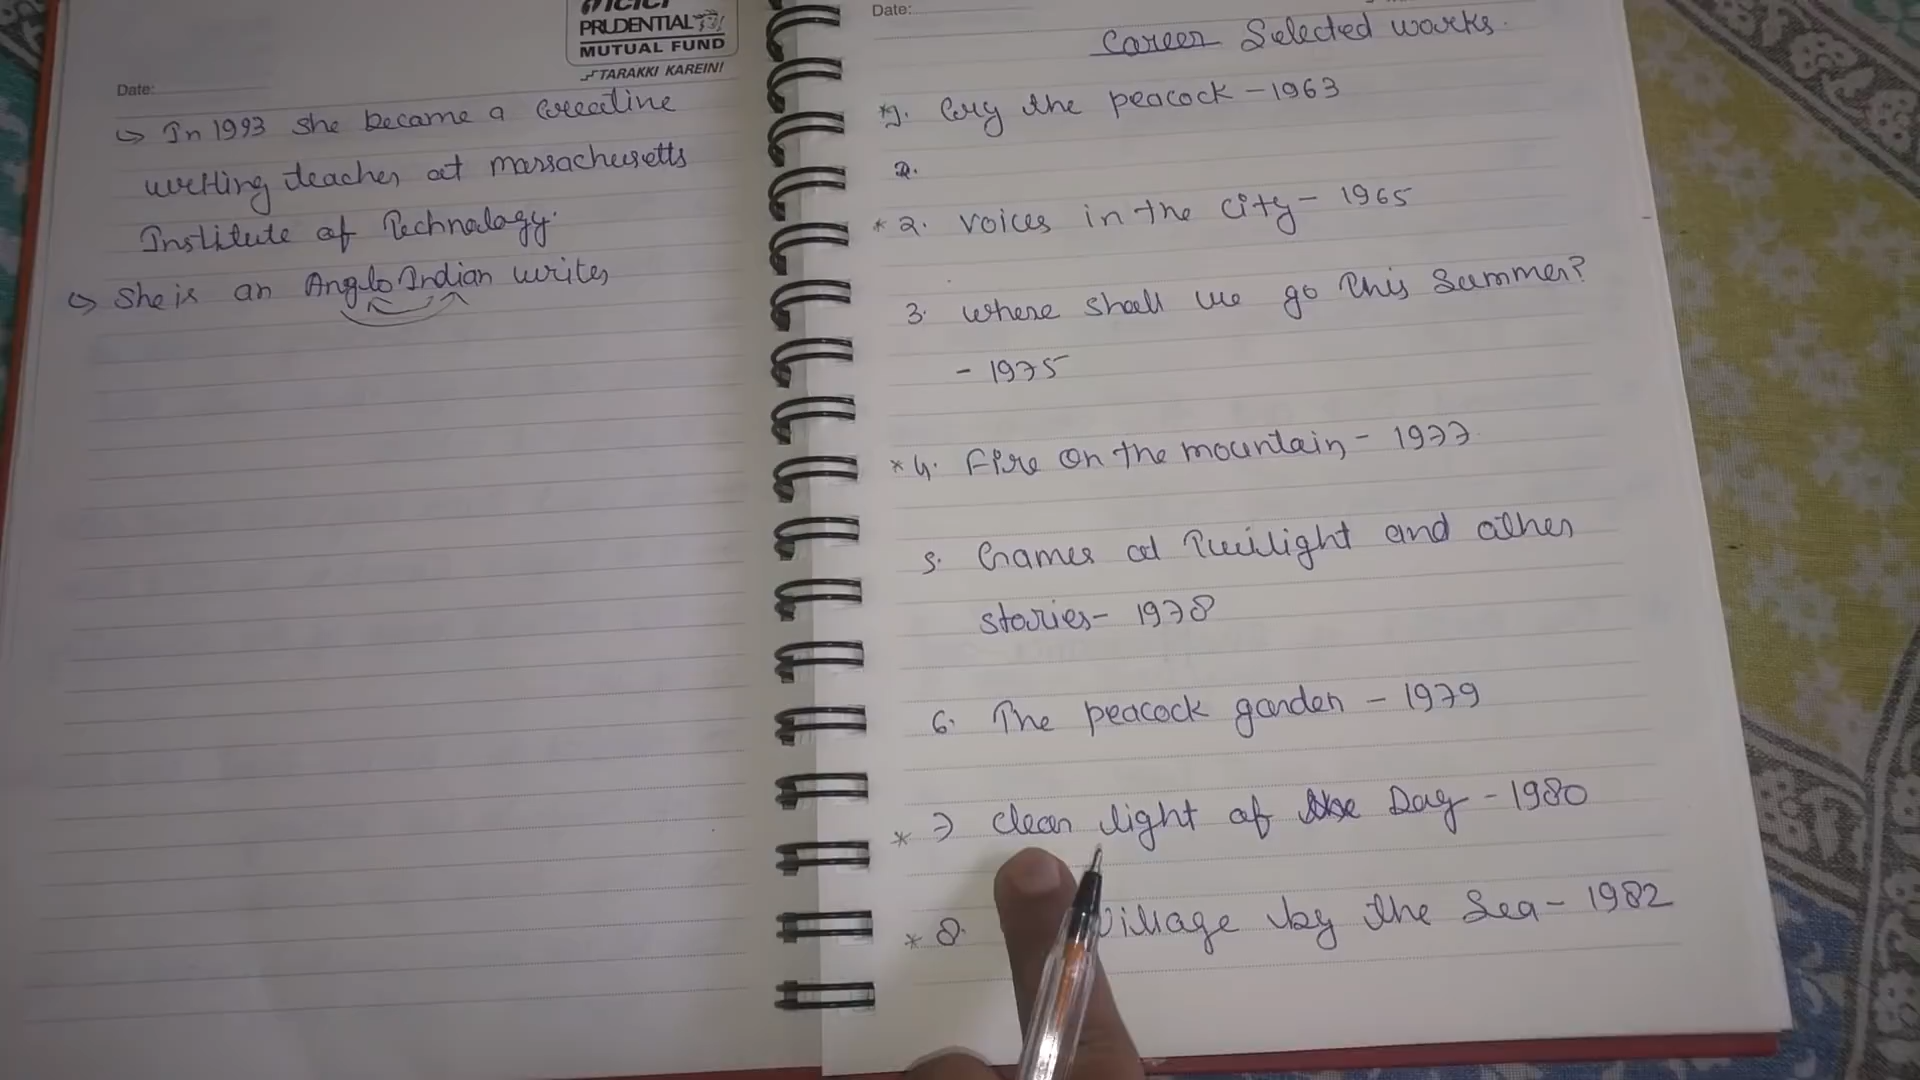 ICICI
PRUDENTIAL
MUTUAL FUND
TARAKKI KAREIN!
Date:
↳ In 1993 she became a creative
writing teacher at massachusetts
Institute of Technology.
↳ She is an Anglo Indian writer
Date:
Career Selected works.
*1. Cry the peacock - 1963
2.
* 2. Voices in the city - 1965
3. Where shall we go this Summer?
- 1975
* 4. Fire on the mountain - 1977
5. Games at Twilight and other
stories - 1978
6. The peacock garden - 1979
* 7 clear light of the Day - 1980
* 8. Village by the Sea - 1982